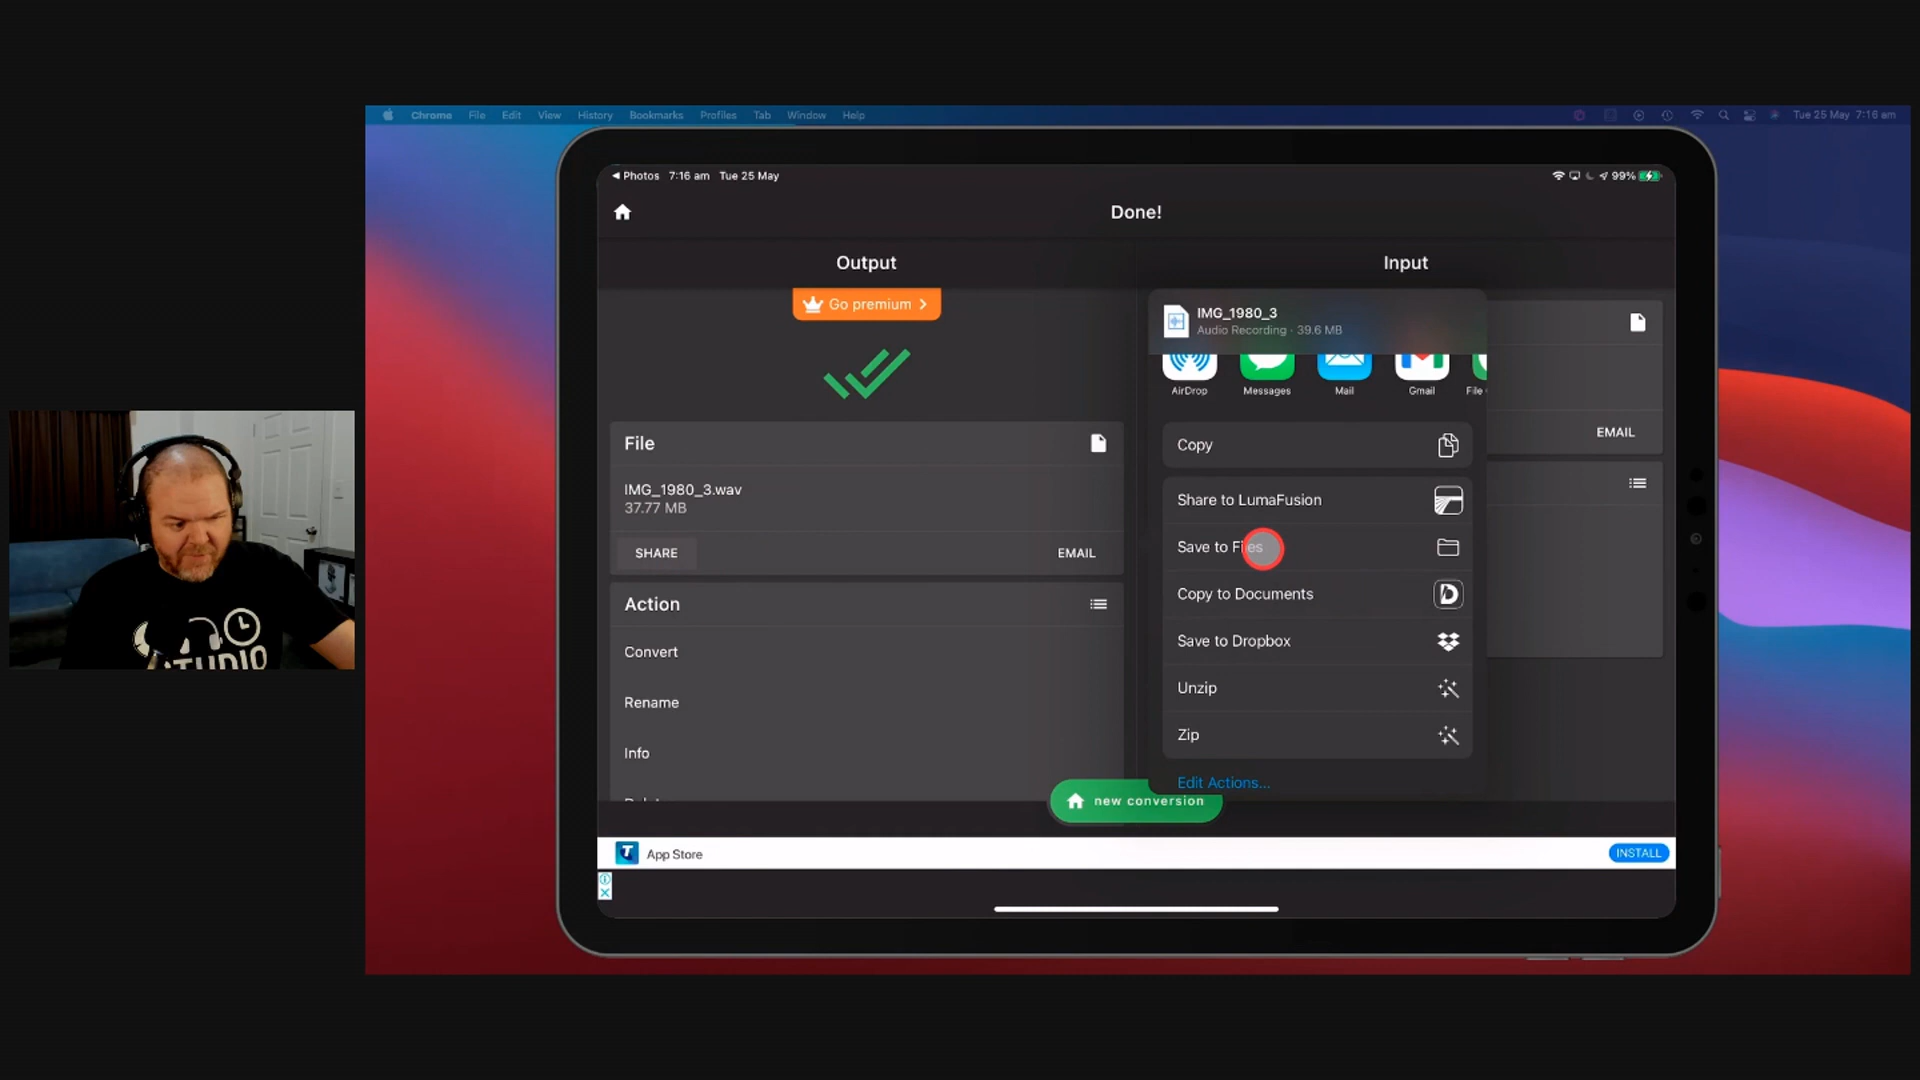 Chrome File Edit View History Bookmarks Profiles Tab Window Help Tue 25 May 7:16 am
Photos 7:16 am Tue 25 May 99%
Done!
Output
Input
Go premium
IMG_1980_3
Audio Recording · 39.6 MB
AirDrop Messages Mail Gmail File
File
IMG_1980_3.wav
37.77 MB
SHARE
EMAIL
EMAIL
Copy
Share to LumaFusion
Save to Files
Copy to Documents
Save to Dropbox
Unzip
Zip
Edit Actions...
Action
Convert
Rename
Info
new conversion
App Store
INSTALL